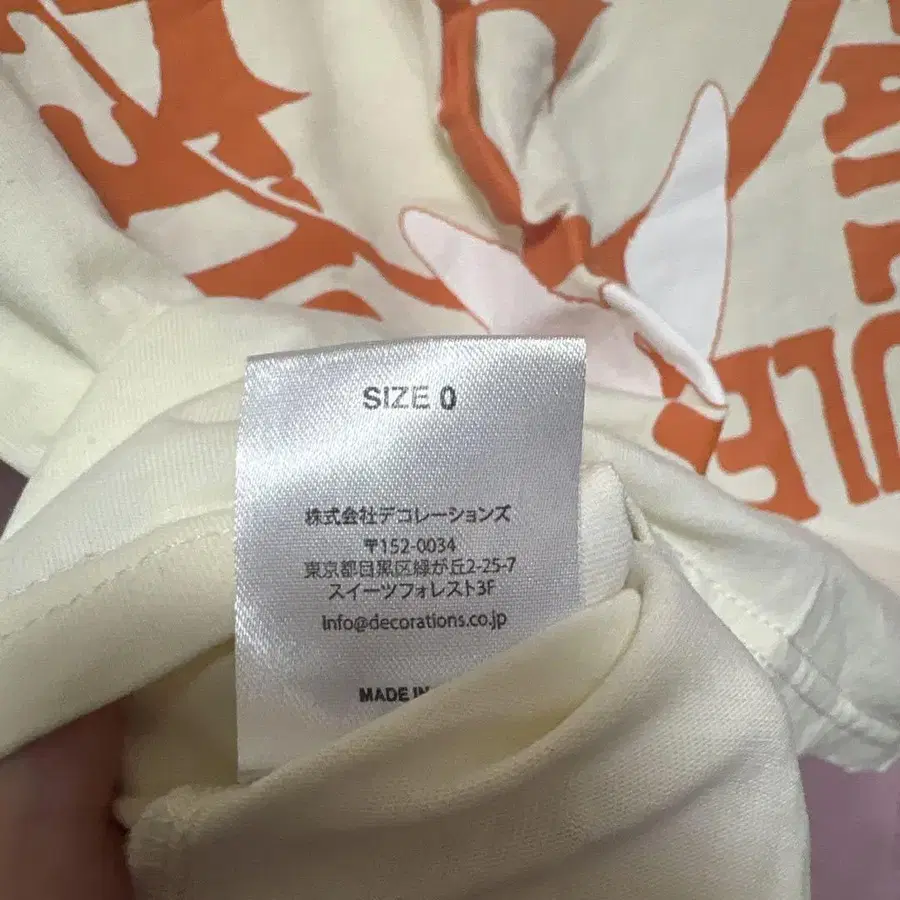 SIZE 0
株式会社デコレーションズ
〒152-0034
東京都目黒区緑が丘2-25-7
スイーツフォレスト3F
Info@decorations.co.jp
MADE IN